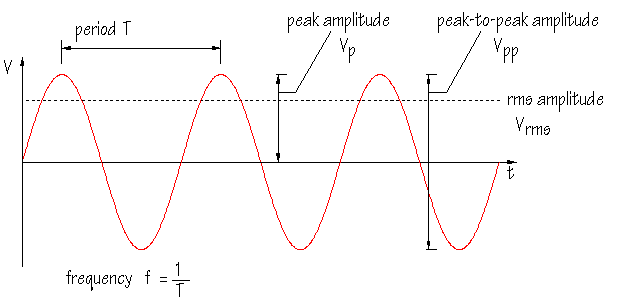 period T
peak amplitude
Vp
peak-to-peak amplitude
Vpp
V
rms amplitude
Vrms
t
frequency f = 1/T